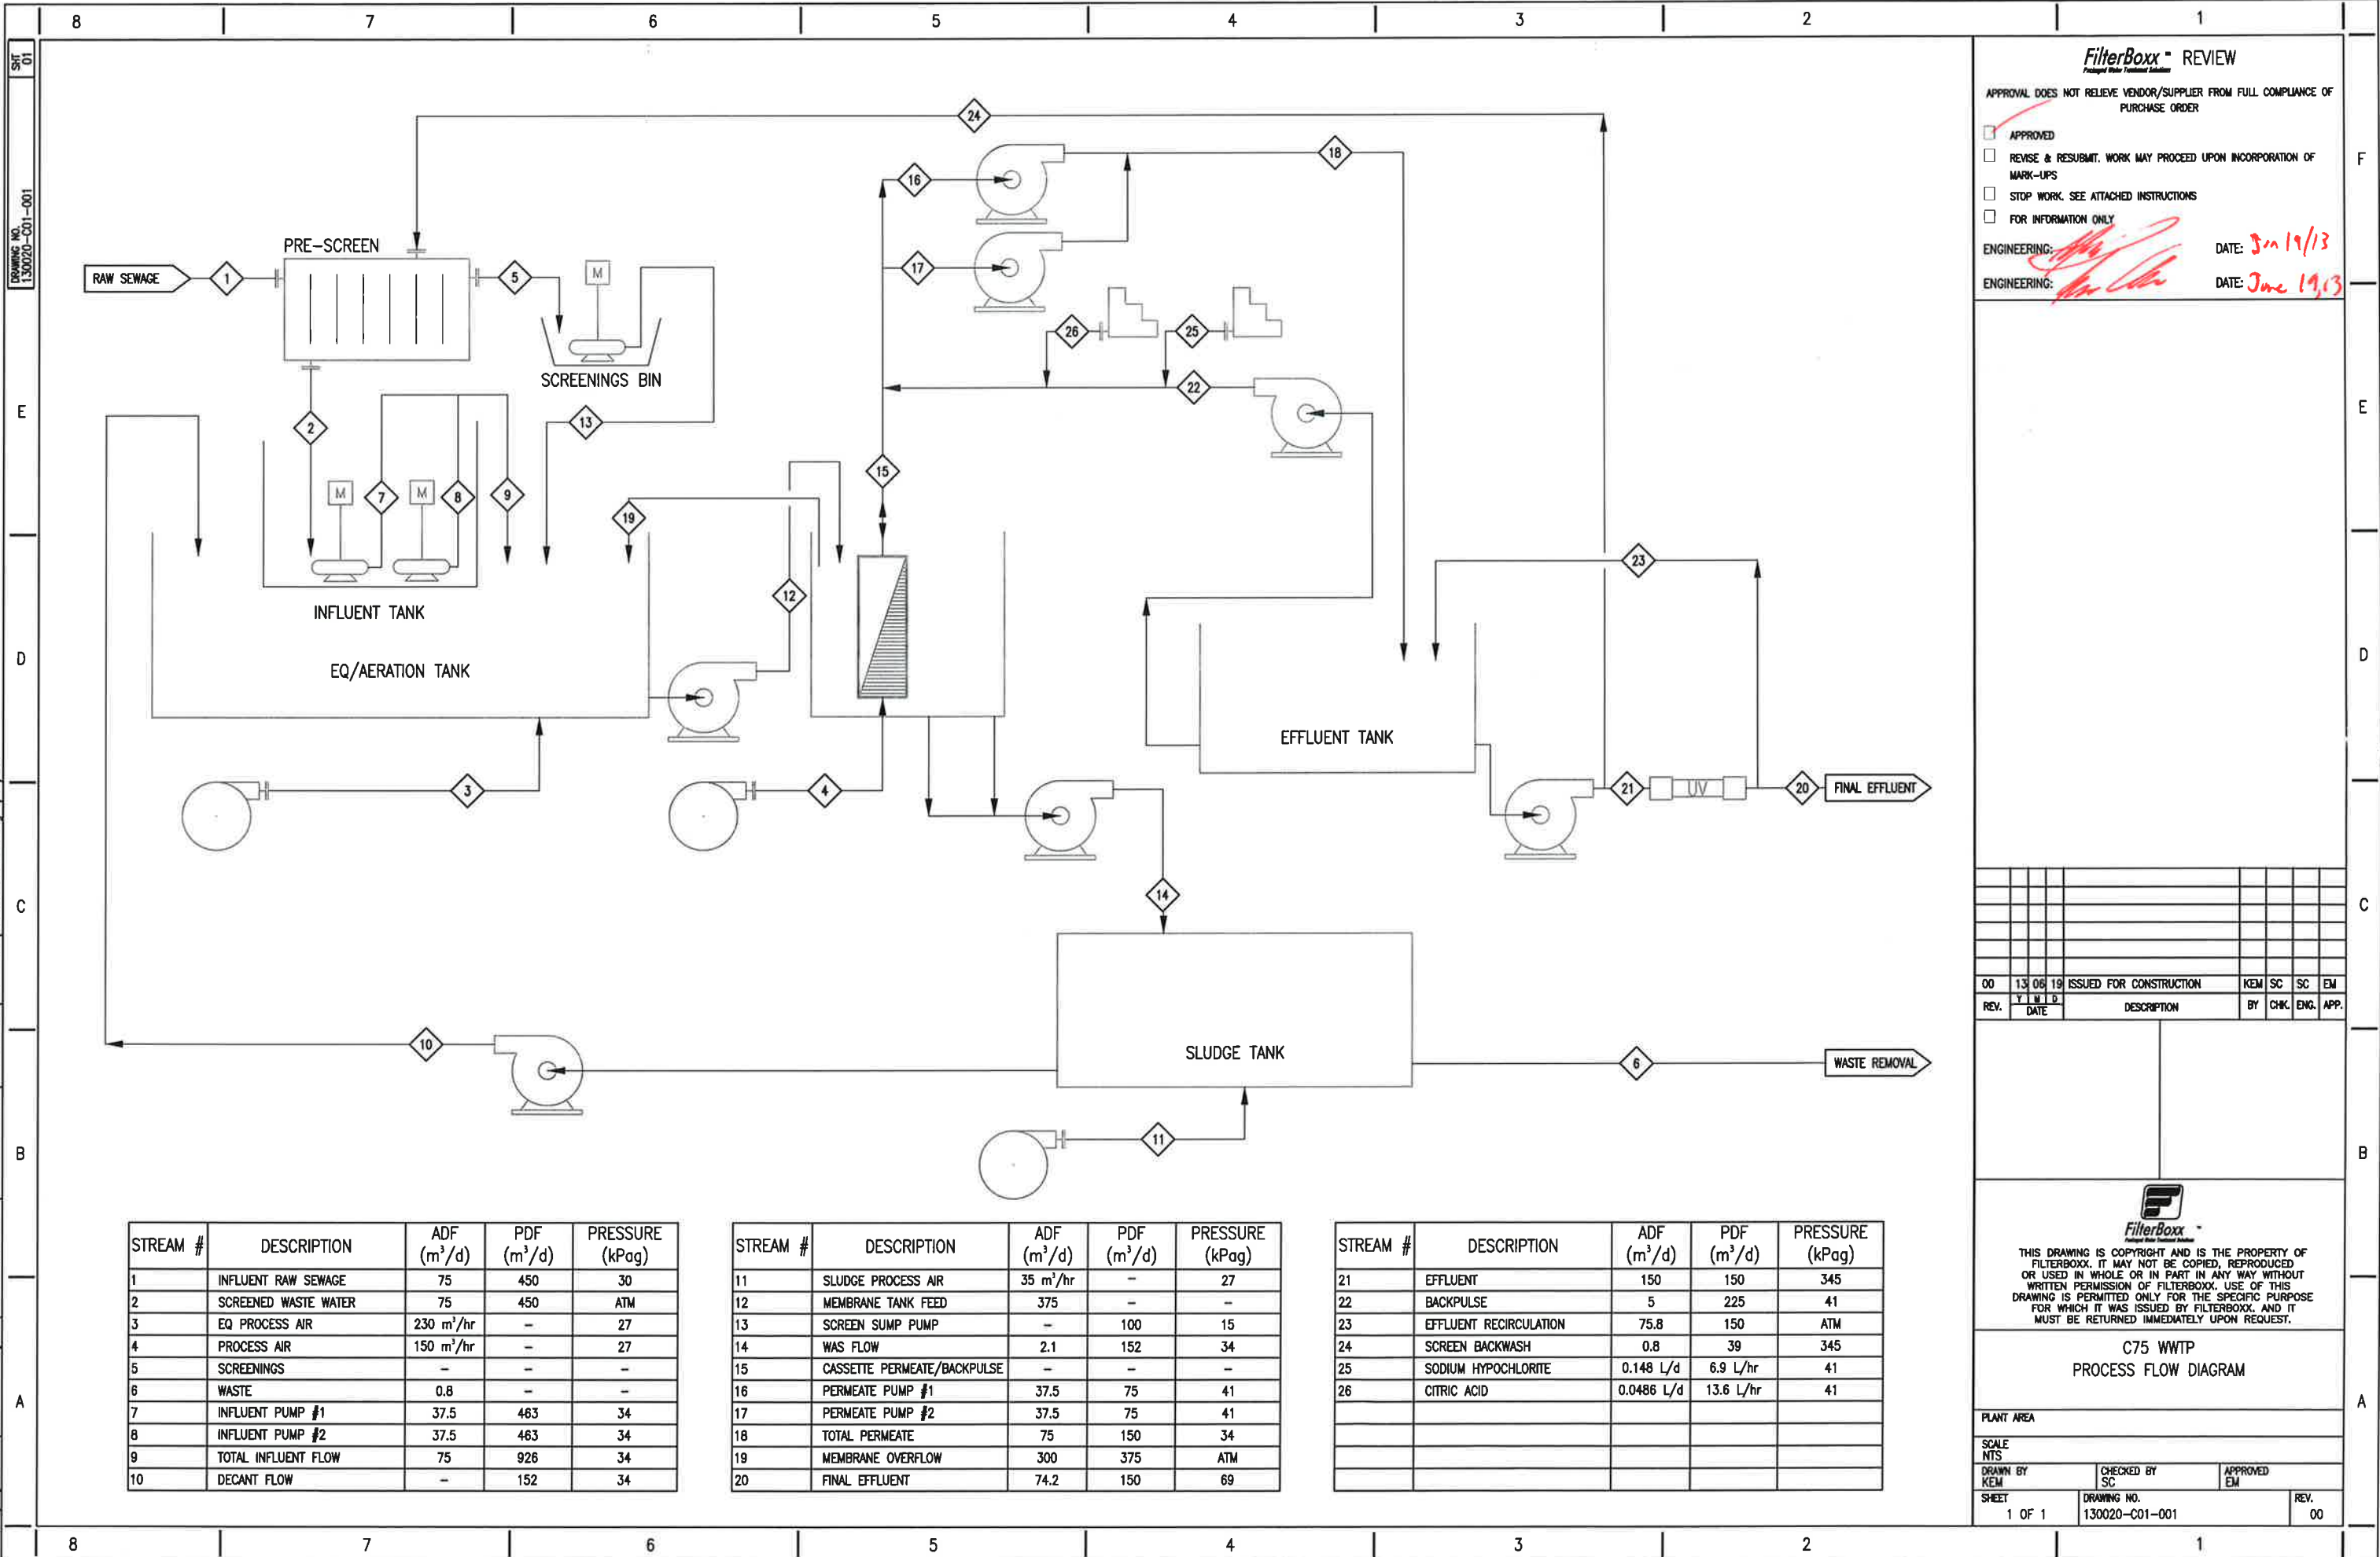 8 7 6 5 4 3 2 1
SHT 01
DRAWING NO. 130020-C01-001
F
E E
D D
C C
B B
A A
RAW SEWAGE
1
PRE-SCREEN
24
5
M
SCREENINGS BIN
2
13
M
7
M
8
9
INFLUENT TANK
EQ/AERATION TANK
19
12
15
16
17
18
26
25
22
3
4
EFFLUENT TANK
23
21
UV
20
FINAL EFFLUENT
14
10
SLUDGE TANK
6
WASTE REMOVAL
11
STREAM # DESCRIPTION ADF (m³/d) PDF (m³/d) PRESSURE (kPag)
1 INFLUENT RAW SEWAGE 75 450 30
2 SCREENED WASTE WATER 75 450 ATM
3 EQ PROCESS AIR 230 m³/hr – 27
4 PROCESS AIR 150 m³/hr – 27
5 SCREENINGS – – –
6 WASTE 0.8 – –
7 INFLUENT PUMP #1 37.5 463 34
8 INFLUENT PUMP #2 37.5 463 34
9 TOTAL INFLUENT FLOW 75 926 34
10 DECANT FLOW – 152 34
STREAM # DESCRIPTION ADF (m³/d) PDF (m³/d) PRESSURE (kPag)
11 SLUDGE PROCESS AIR 35 m³/hr – 27
12 MEMBRANE TANK FEED 375 – –
13 SCREEN SUMP PUMP – 100 15
14 WAS FLOW 2.1 152 34
15 CASSETTE PERMEATE/BACKPULSE – – –
16 PERMEATE PUMP #1 37.5 75 41
17 PERMEATE PUMP #2 37.5 75 41
18 TOTAL PERMEATE 75 150 34
19 MEMBRANE OVERFLOW 300 375 ATM
20 FINAL EFFLUENT 74.2 150 69
STREAM # DESCRIPTION ADF (m³/d) PDF (m³/d) PRESSURE (kPag)
21 EFFLUENT 150 150 345
22 BACKPULSE 5 225 41
23 EFFLUENT RECIRCULATION 75.8 150 ATM
24 SCREEN BACKWASH 0.8 39 345
25 SODIUM HYPOCHLORITE 0.148 L/d 6.9 L/hr 41
26 CITRIC ACID 0.0486 L/d 13.6 L/hr 41
FilterBoxx REVIEW
Packaged Water Treatment Solutions
APPROVAL DOES NOT RELIEVE VENDOR/SUPPLIER FROM FULL COMPLIANCE OF
PURCHASE ORDER
APPROVED
REVISE & RESUBMIT. WORK MAY PROCEED UPON INCORPORATION OF
MARK-UPS
STOP WORK. SEE ATTACHED INSTRUCTIONS
FOR INFORMATION ONLY
ENGINEERING: DATE: Jun 19/13
ENGINEERING: DATE: June 19,13
00 13 06 19 ISSUED FOR CONSTRUCTION KEM SC SC EM
REV. Y M D DATE DESCRIPTION BY CHK. ENG. APP.
FilterBoxx
Packaged Water Treatment Solutions
THIS DRAWING IS COPYRIGHT AND IS THE PROPERTY OF
FILTERBOXX. IT MAY NOT BE COPIED, REPRODUCED
OR USED IN WHOLE OR IN PART IN ANY WAY WITHOUT
WRITTEN PERMISSION OF FILTERBOXX. USE OF THIS
DRAWING IS PERMITTED ONLY FOR THE SPECIFIC PURPOSE
FOR WHICH IT WAS ISSUED BY FILTERBOXX. AND IT
MUST BE RETURNED IMMEDIATELY UPON REQUEST.
C75 WWTP
PROCESS FLOW DIAGRAM
PLANT AREA
SCALE
NTS
DRAWN BY CHECKED BY APPROVED
KEM SC EM
SHEET DRAWING NO. REV.
1 OF 1 130020-C01-001 00
8 7 6 5 4 3 2 1